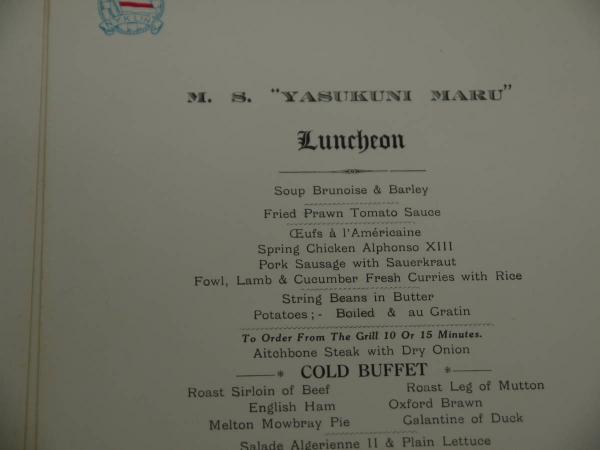 N.Y.K. LINE
M. S. "YASUKUNI MARU"
Luncheon
Soup Brunoise & Barley
Fried Prawn Tomato Sauce
Œufs à l'Américaine
Spring Chicken Alphonso XIII
Pork Sausage with Sauerkraut
Fowl, Lamb & Cucumber Fresh Curries with Rice
String Beans in Butter
Potatoes;- Boiled & au Gratin
To Order From The Grill 10 Or 15 Minutes.
Aitchbone Steak with Dry Onion
* COLD BUFFET *
Roast Sirloin of Beef Roast Leg of Mutton
English Ham Oxford Brawn
Melton Mowbray Pie Galantine of Duck
Salade Algerienne II & Plain Lettuce